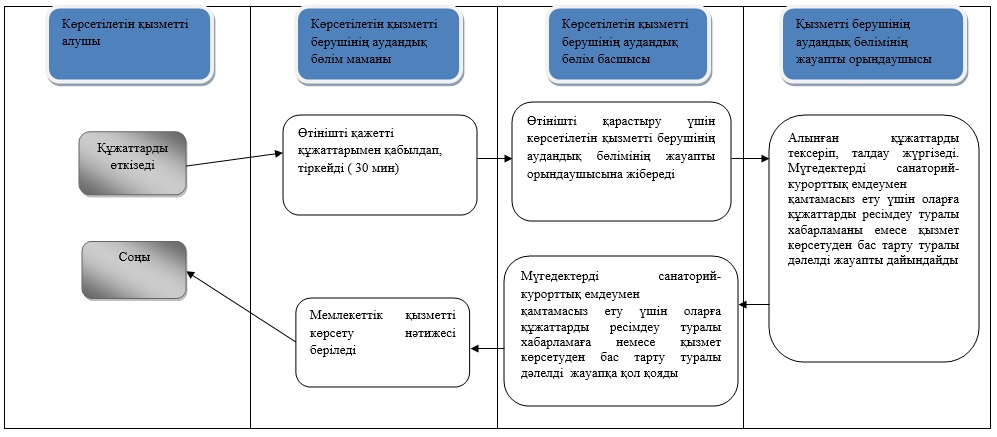 Көрсетілетін қызметті
алушы
Көрсетілетін қызметті
берушінің аудандық
бөлім маманы
Көрсетілетін қызметті
берушінің аудандық
бөлім басшысы
Қызметті берушінің
аудандық бөлімінің
жауапты орындаушысы
Құжаттарды
өткізеді
Өтінішті қажетті
құжаттарымен қабылдап,
тіркейді ( 30 мин)
Өтінішті қарастыру үшін
көрсетілетін қызметті берушінің
аудандық бөлімінің жауапты
орындаушысына жібереді
Алынған құжаттарды
тексеріп, талдау жүргізеді.
Мүгедектерді санаторий-
курорттық емдеумен
қамтамасыз ету үшін оларға
құжаттарды ресімдеу туралы
хабарламаны емесе қызмет
көрсетуден бас тарту туралы
дәлелді жауапты дайындайды
Мүгедектерді санаторий-
курорттық емдеумен
қамтамасыз ету үшін оларға
құжаттарды ресімдеу туралы
хабарламаға немесе қызмет
көрсетуден бас тарту туралы
дәлелді жауапқа қол қояды
Мемлекеттік қызметті
көрсету нәтижесі
беріледі
Соңы